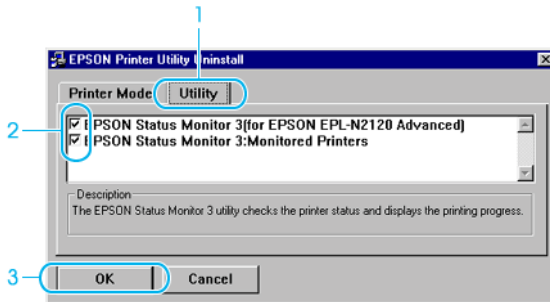 1
EPSON Printer Utility Uninstall
Printer Mode Utility
2
EPSON Status Monitor 3(for EPSON EPL-N2120 Advanced)
EPSON Status Monitor 3:Monitored Printers
Description
The EPSON Status Monitor 3 utility checks the printer status and displays the printing progress.
3
OK Cancel